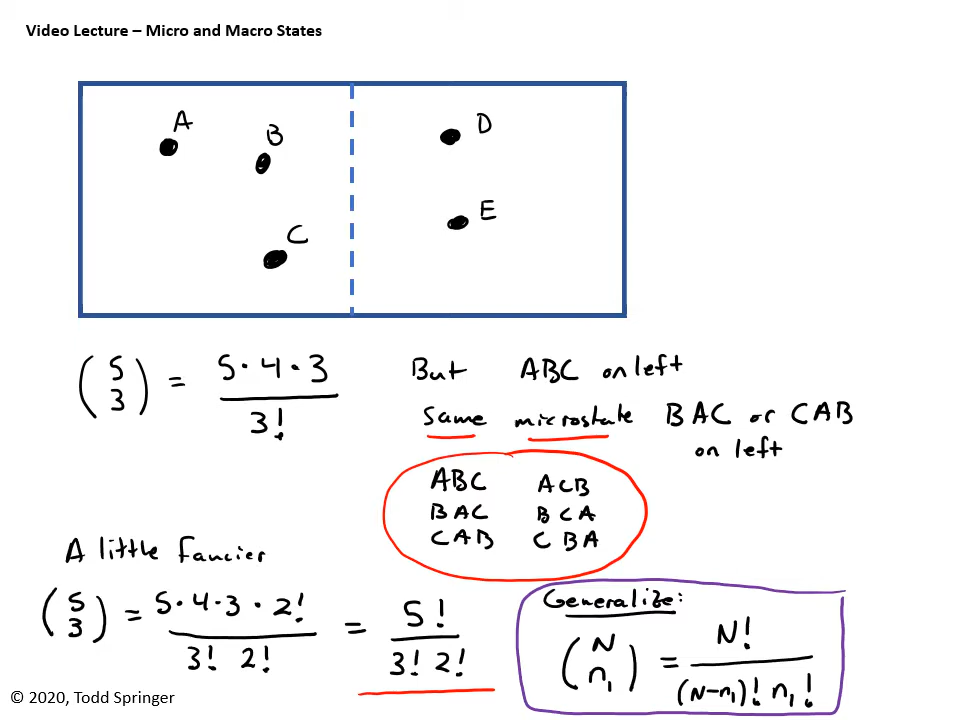 Video Lecture – Micro and Macro States
A
B
C
D
E
(5 3) = 5·4·3 / 3!
But ABC on left
same microstate BAC or CAB
on left
ABC ACB
BAC BCA
CAB CBA
A little fancier
(5 3) = 5·4·3·2! / 3! 2! = 5! / 3! 2!
Generalize:
(N n₁) = N! / (N-n₁)! n₁!
© 2020, Todd Springer